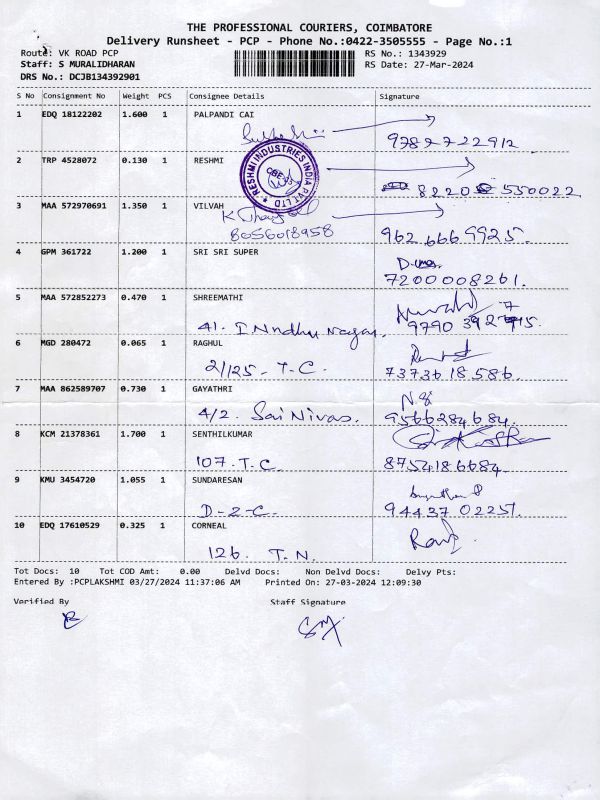 THE PROFESSIONAL COURIERS, COIMBATORE
Delivery Runsheet - PCP - Phone No.:0422-3505555 - Page No.:1
Route: VK ROAD PCP RS No.: 1343929
Staff: S MURALIDHARAN RS Date: 27-Mar-2024
DRS No.: DCJB134392901
S No Consignment No Weight PCS Consignee Details Signature
1 EDQ 18122202 1.600 1 PALPANDI CAI
9787722912
2 TRP 4528072 0.130 1 RESHMI
RESHMI INDUSTRIES INDIA PVT LTD
8220 550022
3 MAA 572970691 1.350 1 VILVAH
8056018958 962 666 9925.
4 GPM 361722 1.200 1 SRI SRI SUPER
7200008261.
5 MAA 572852273 0.470 1 SHREEMATHI
41. Nagar,
6 MGD 280472 0.065 1 RAGHUL
2/125 - T.C. 7373618586.
7 MAA 862589707 0.730 1 GAYATHRI
4/2. Sai Nivas. 9566284684.
8 KCM 21378361 1.700 1 SENTHILKUMAR
107. T.C. 8754186684
9 KMU 3454720 1.055 1 SUNDARESAN
D-2-C. 94437 02251.
10 EDQ 17610529 0.325 1 CORNEAL
126. T.N.
Tot Docs: 10 Tot COD Amt: 0.00 Delvd Docs: Non Delvd Docs: Delvy Pts:
Entered By :PCPLAKSHMI 03/27/2024 11:37:06 AM Printed On: 27-03-2024 12:09:30
Verified By Staff Signature